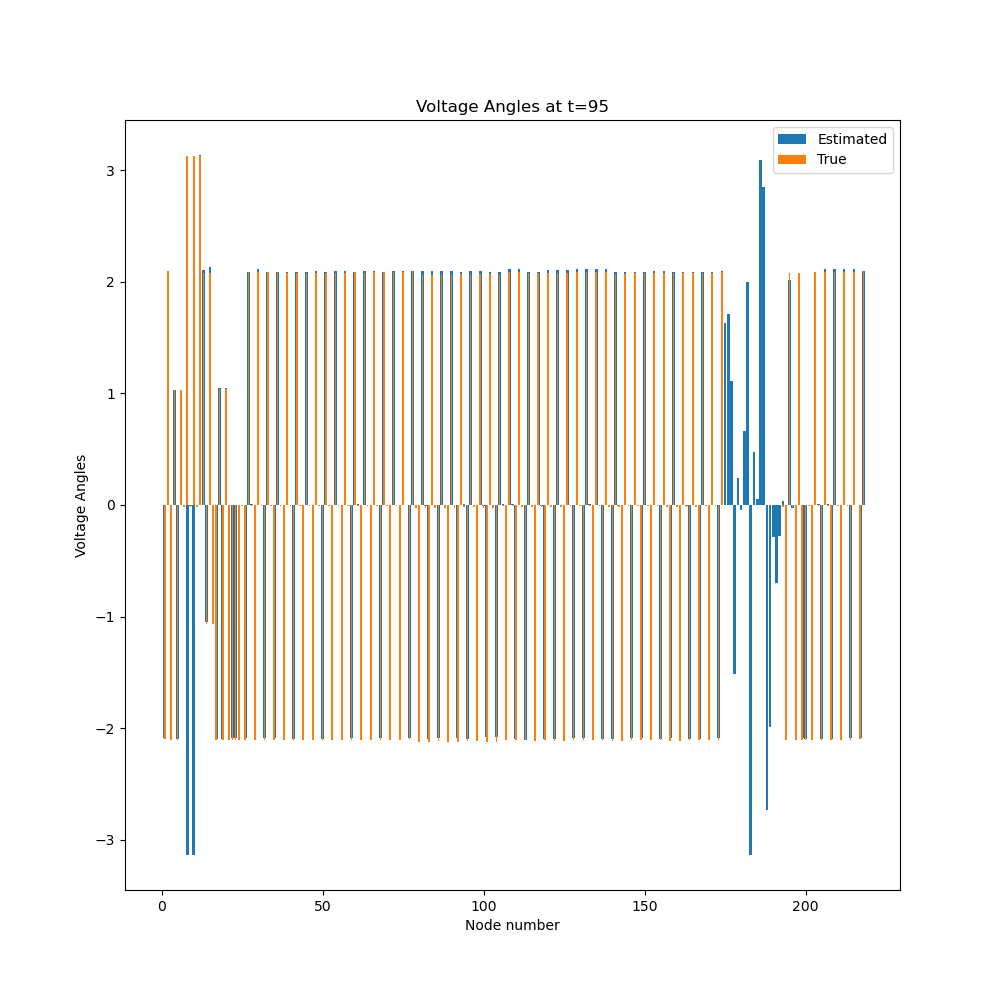 Voltage Angles at t=95
Estimated
True
3
2
1
0
−1
−2
−3
Voltage Angles
0
50
100
150
200
Node number